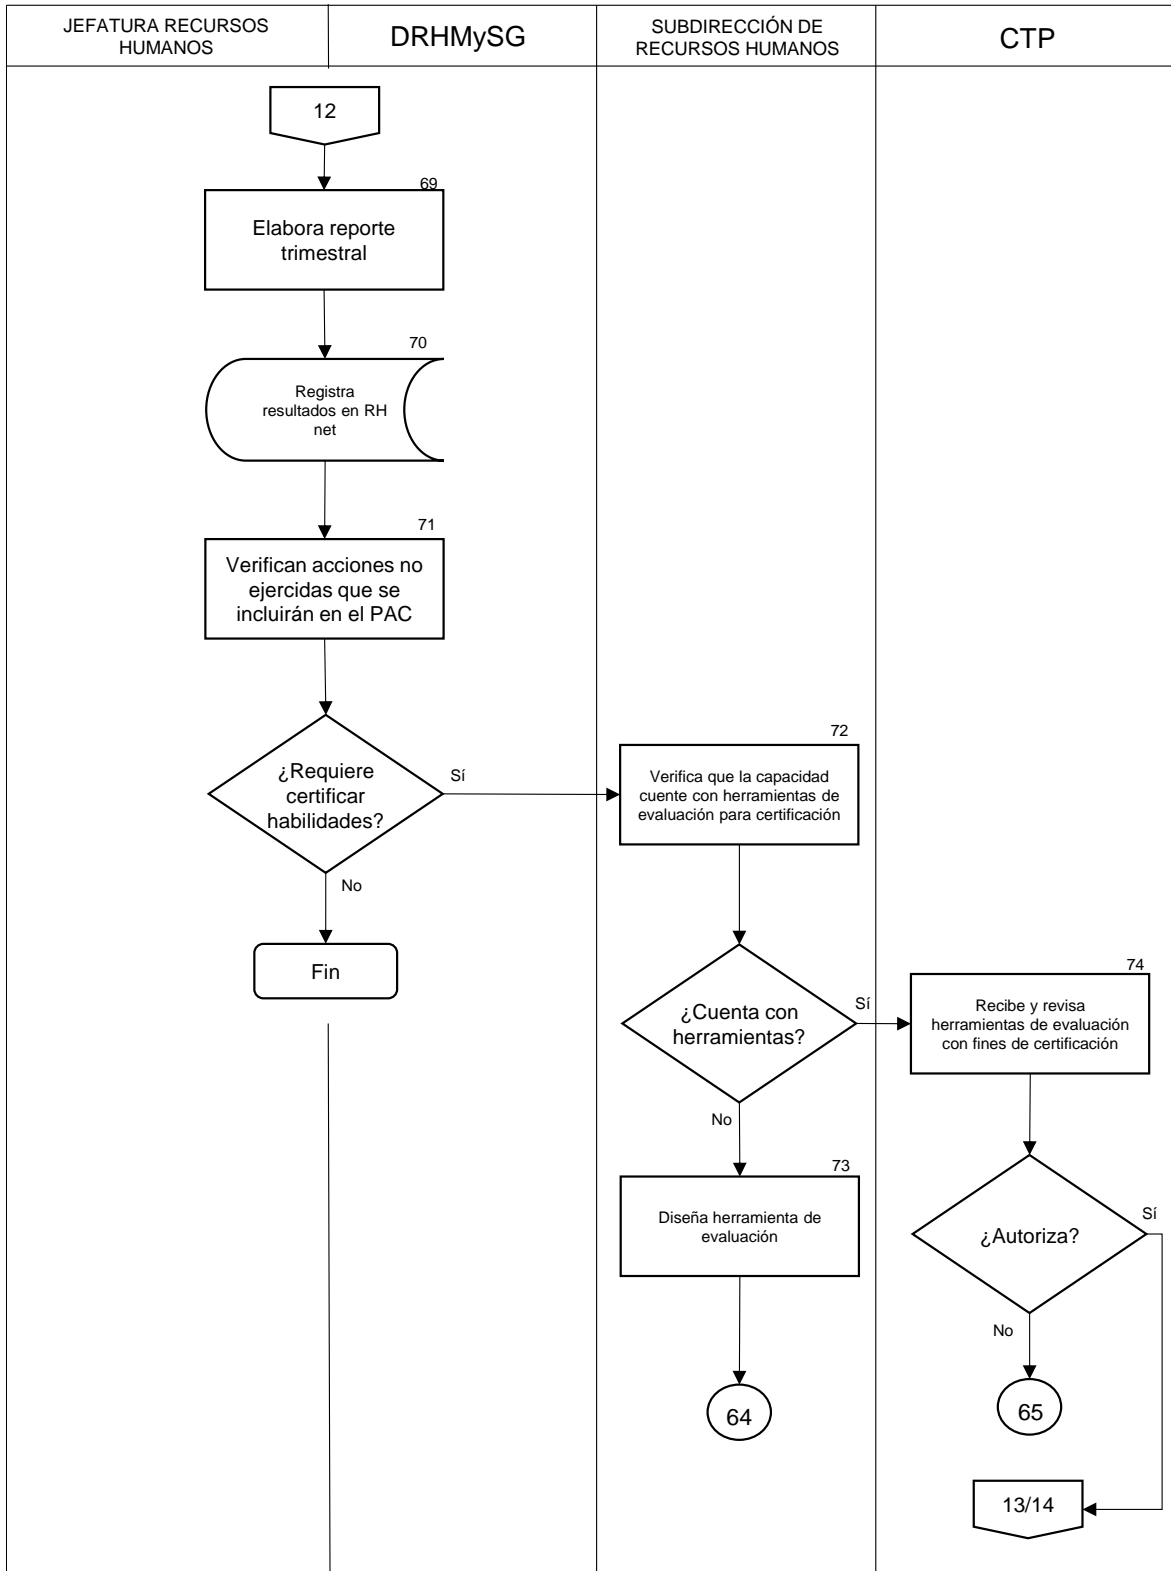 JEFATURA RECURSOS
HUMANOS
DRHMySG
SUBDIRECCIÓN DE
RECURSOS HUMANOS
CTP
12
69
Elabora reporte
trimestral
70
Registra
resultados en RH
net
71
Verifican acciones no
ejercidas que se
incluirán en el PAC
¿Requiere
certificar
habilidades?
Sí
No
Fin
72
Verifica que la capacidad
cuente con herramientas de
evaluación para certificación
¿Cuenta con
herramientas?
Sí
No
73
Diseña herramienta de
evaluación
64
74
Recibe y revisa
herramientas de evaluación
con fines de certificación
¿Autoriza?
Sí
No
65
13/14